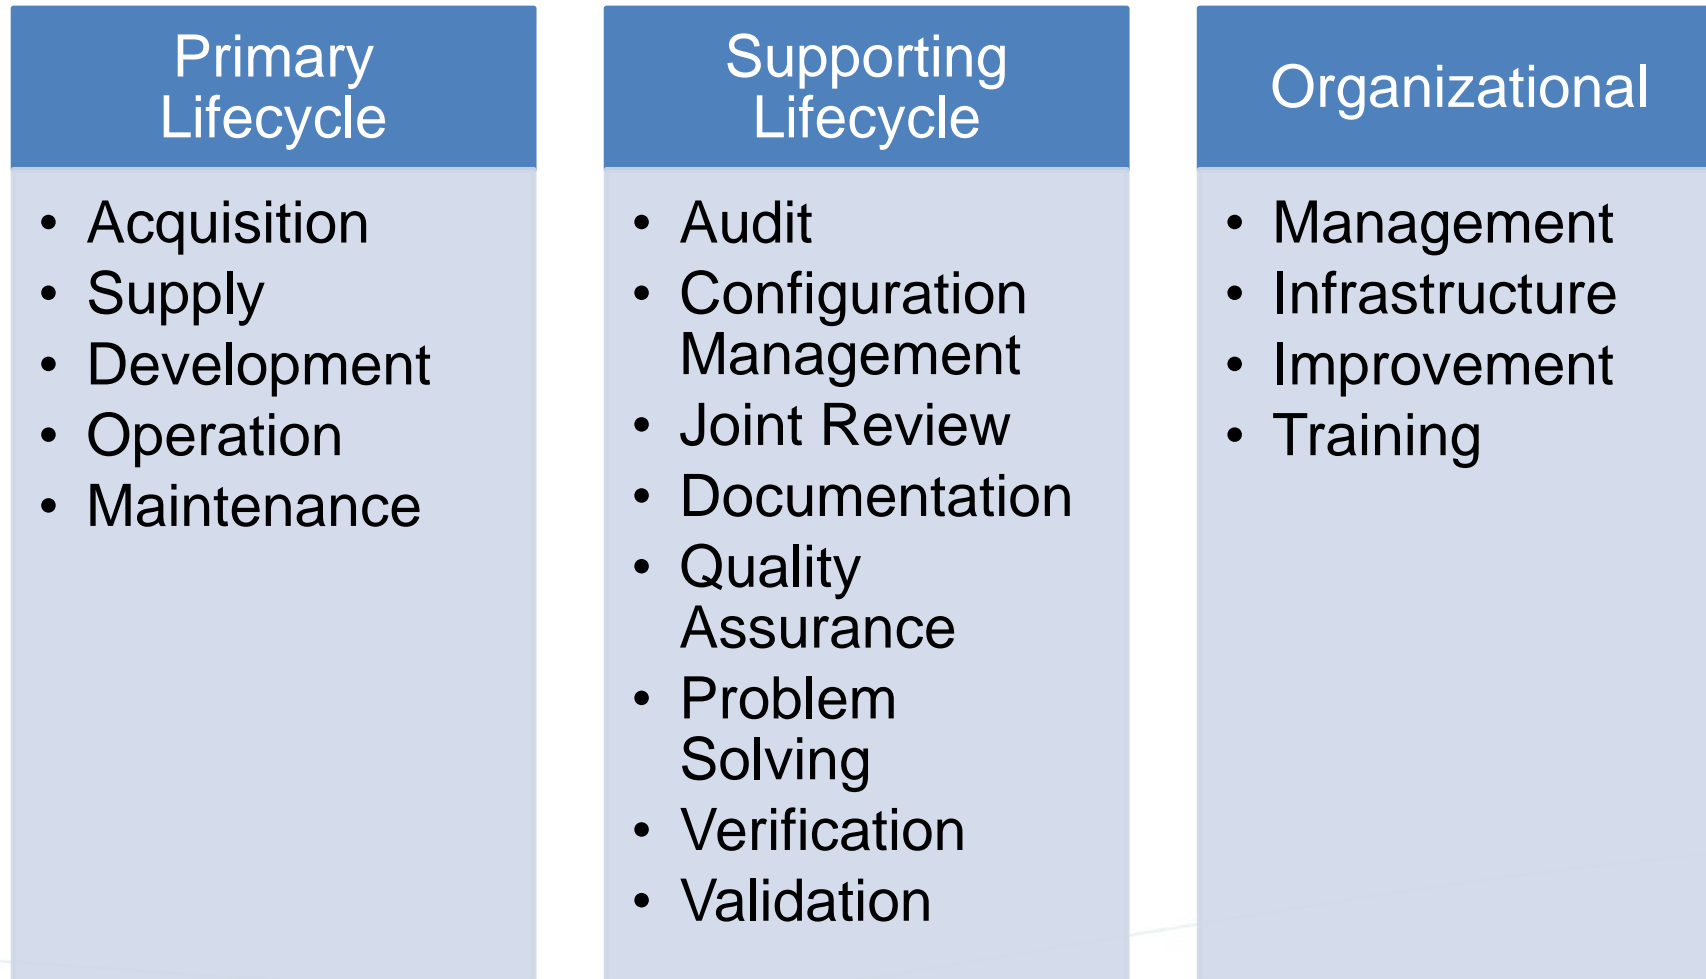 Primary
Lifecycle
• Acquisition
• Supply
• Development
• Operation
• Maintenance
Supporting
Lifecycle
• Audit
• Configuration
Management
• Joint Review
• Documentation
• Quality
Assurance
• Problem
Solving
• Verification
• Validation
Organizational
• Management
• Infrastructure
• Improvement
• Training